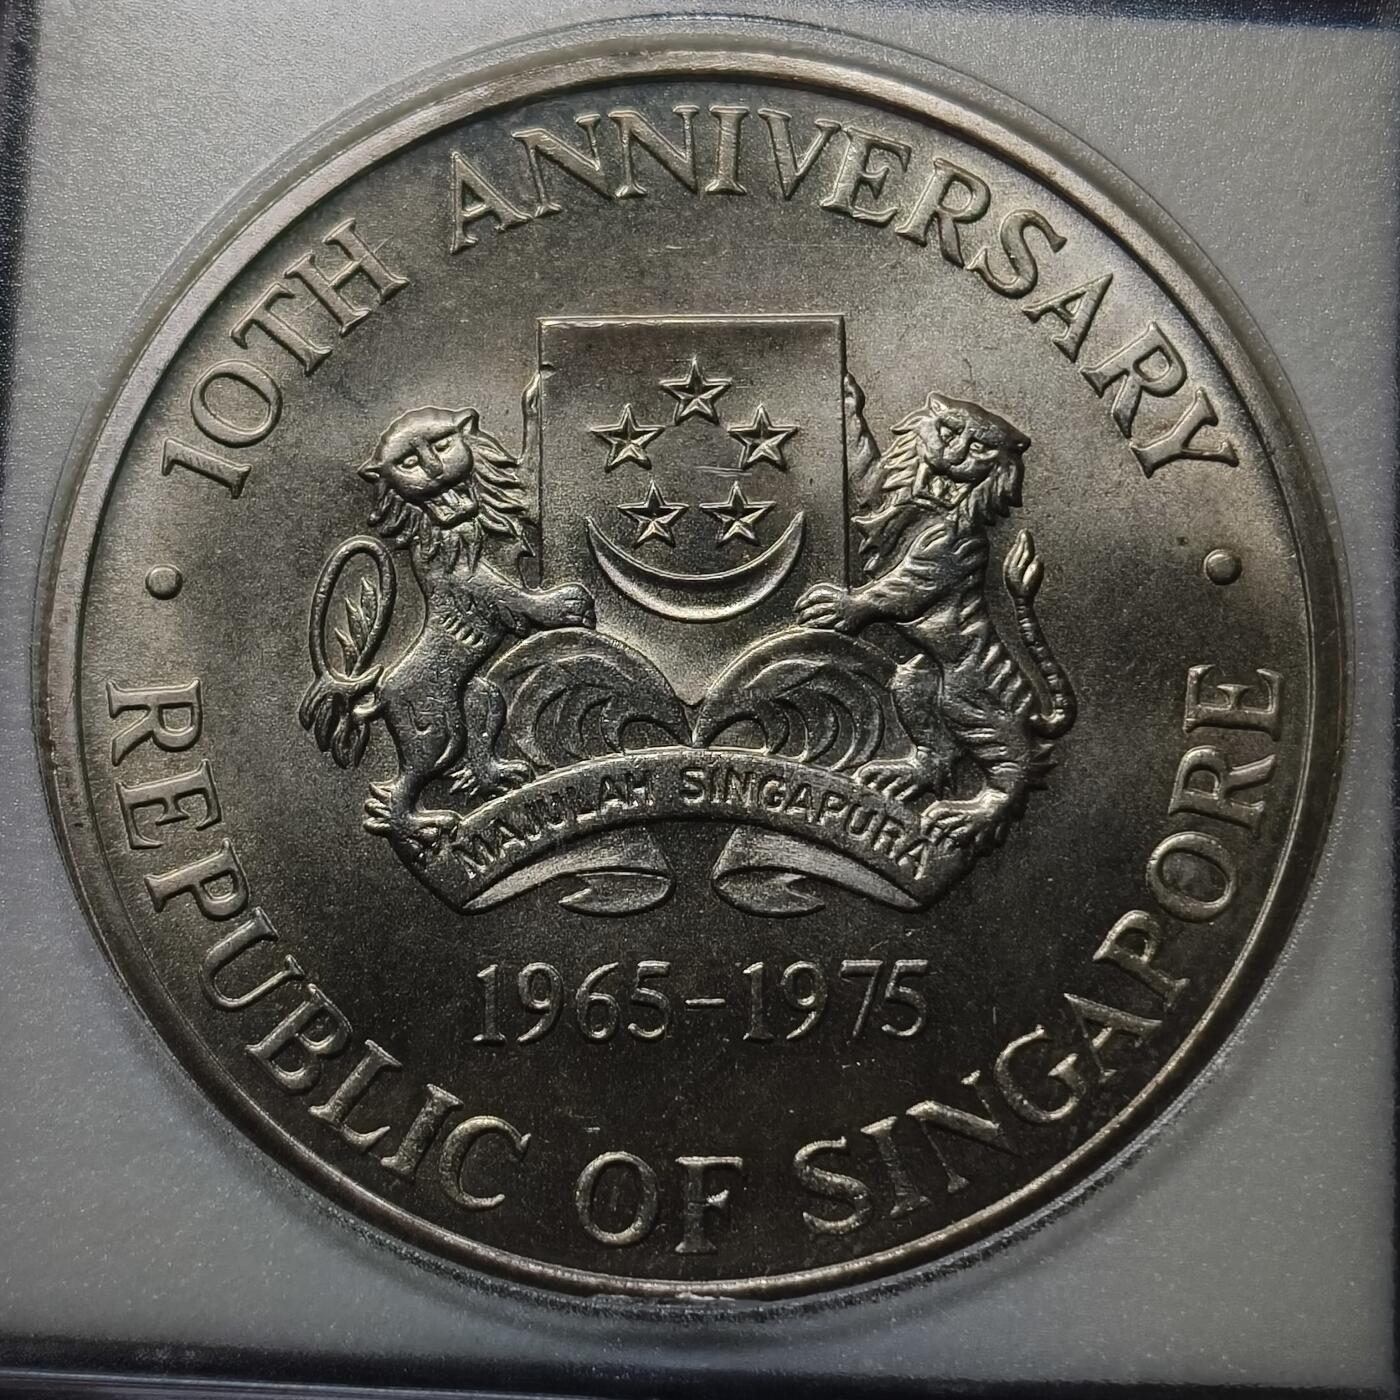 10TH ANNIVERSARY
MAJULAH SINGAPURA
1965-1975
• REPUBLIC OF SINGAPORE •